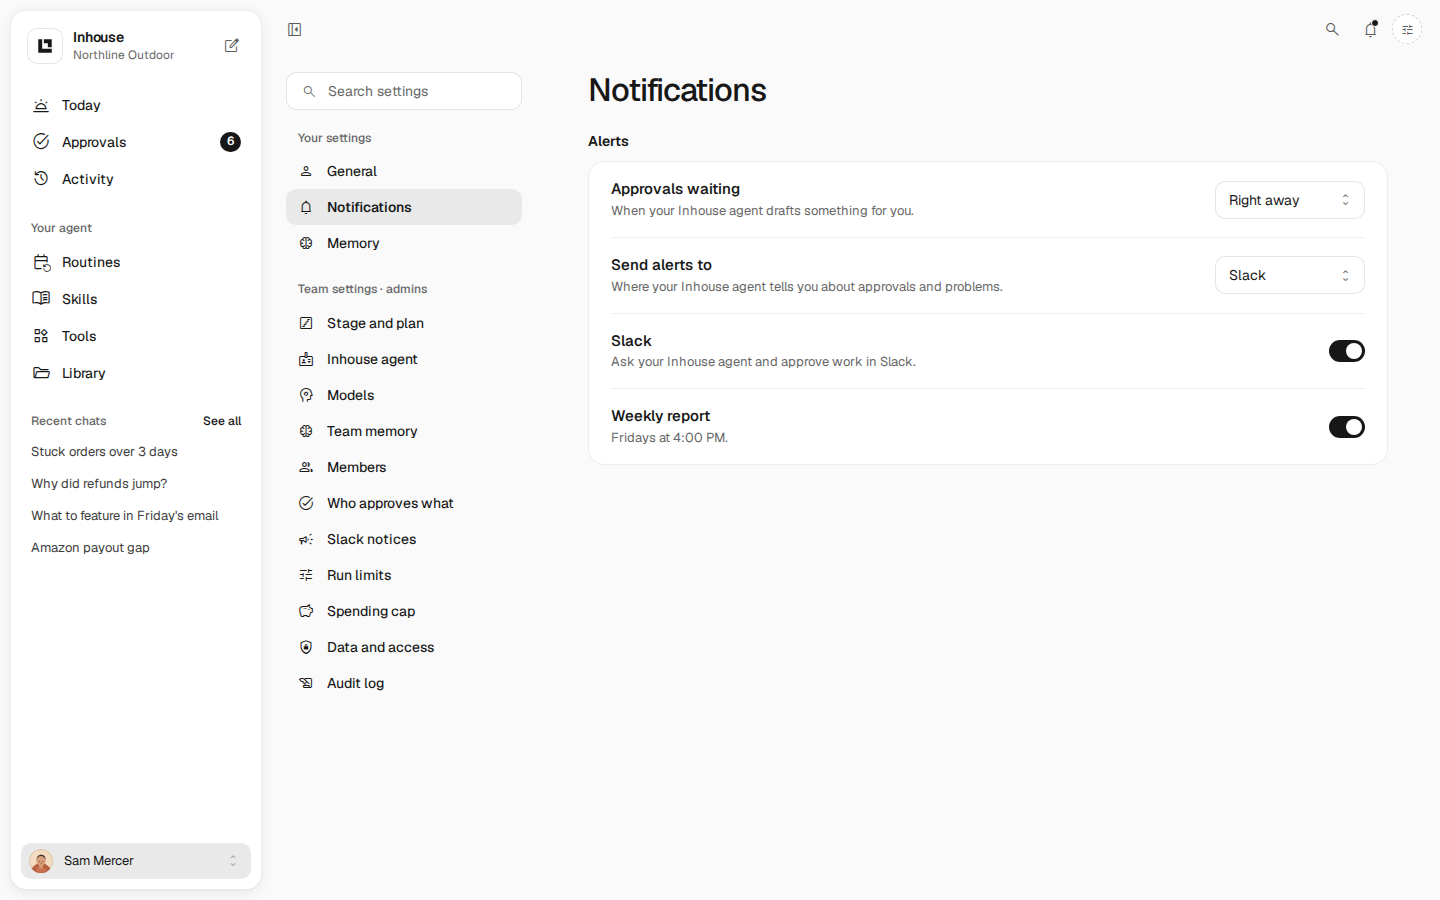 Inhouse
Northline Outdoor
Today
Approvals 6
Activity
Your agent
Routines
Skills
Tools
Library
Recent chats See all
Stuck orders over 3 days
Why did refunds jump?
What to feature in Friday's email
Amazon payout gap
Sam Mercer
Search settings
Your settings
General
Notifications
Memory
Team settings · admins
Stage and plan
Inhouse agent
Models
Team memory
Members
Who approves what
Slack notices
Run limits
Spending cap
Data and access
Audit log
Notifications
Alerts
Approvals waiting
When your Inhouse agent drafts something for you.
Right away
Send alerts to
Where your Inhouse agent tells you about approvals and problems.
Slack
Slack
Ask your Inhouse agent and approve work in Slack.
Weekly report
Fridays at 4:00 PM.